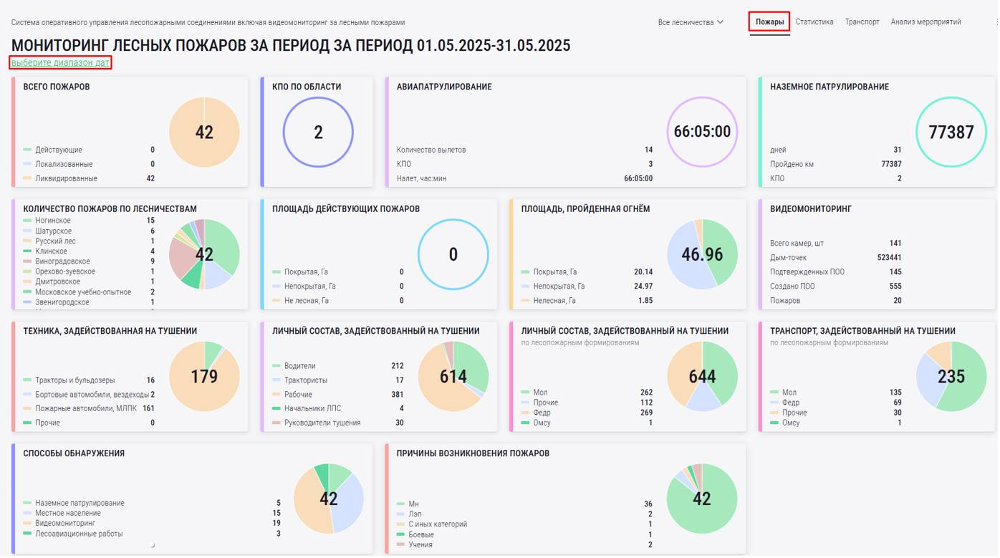 Система оперативного управления лесопожарными соединениями включая видеомониторинг за лесными пожарами
Все лесничества
Пожары
Статистика
Транспорт
Анализ мероприятий
МОНИТОРИНГ ЛЕСНЫХ ПОЖАРОВ ЗА ПЕРИОД ЗА ПЕРИОД 01.05.2025-31.05.2025
выберите диапазон дат
ВСЕГО ПОЖАРОВ
42
Действующие 0
Локализованные 0
Ликвидированные 42
КПО ПО ОБЛАСТИ
2
АВИАПАТРУЛИРОВАНИЕ
66:05:00
Количество вылетов 14
КПО 3
Налет, час:мин 66:05:00
НАЗЕМНОЕ ПАТРУЛИРОВАНИЕ
77387
дней 31
Пройдено км 77387
КПО 2
КОЛИЧЕСТВО ПОЖАРОВ ПО ЛЕСНИЧЕСТВАМ
Ногинское 15
Шатурское 6
Русский лес 1
Клинское 4
42
Виноградовское 9
Орехово-зуевское 1
Дмитровское 1
Московское учебно-опытное 2
Звенигородское 1
ПЛОЩАДЬ ДЕЙСТВУЮЩИХ ПОЖАРОВ
0
Покрытая, Га 0
Непокрытая, Га 0
Не лесная, Га 0
ПЛОЩАДЬ, ПРОЙДЕННАЯ ОГНЁМ
46.96
Покрытая, Га 20.14
Непокрытая, Га 24.97
Нелесная, Га 1.85
ВИДЕОМОНИТОРИНГ
Всего камер, шт 141
Дым-точек 523441
Подтвержденных ПОО 145
Создано ПОО 555
Пожаров 20
ТЕХНИКА, ЗАДЕЙСТВОВАННАЯ НА ТУШЕНИИ
179
Тракторы и бульдозеры 16
Бортовые автомобили, вездеходы 2
Пожарные автомобили, МЛПК 161
Прочие 0
ЛИЧНЫЙ СОСТАВ, ЗАДЕЙСТВОВАННЫЙ НА ТУШЕНИИ
Водители 212
614
Трактористы 17
Рабочие 381
Начальники ЛПС 4
Руководители тушения 30
ЛИЧНЫЙ СОСТАВ, ЗАДЕЙСТВОВАННЫЙ НА ТУШЕНИИ
по лесопожарным формированиям
644
Мол 262
Прочие 112
Федр 269
Омсу 1
ТРАНСПОРТ, ЗАДЕЙСТВОВАННЫЙ НА ТУШЕНИИ
по лесопожарным формированиям
235
Мол 135
Федр 69
Прочие 30
Омсу 1
СПОСОБЫ ОБНАРУЖЕНИЯ
42
Наземное патрулирование 5
Местное население 15
Видеомониторинг 19
Лесоавиационные работы 3
ПРИЧИНЫ ВОЗНИКНОВЕНИЯ ПОЖАРОВ
42
Мн 36
Лэп 2
С иных категорий 1
Боевые 1
Учения 2